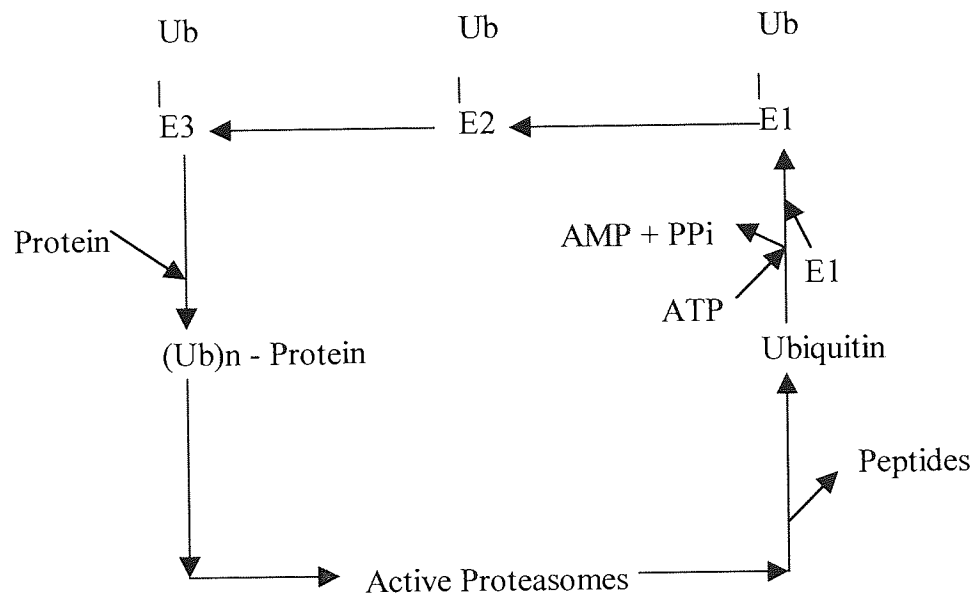 Ub Ub Ub
E3 E2 E1
Protein
AMP + PPi
E1
ATP
(Ub)n - Protein
Ubiquitin
Peptides
Active Proteasomes